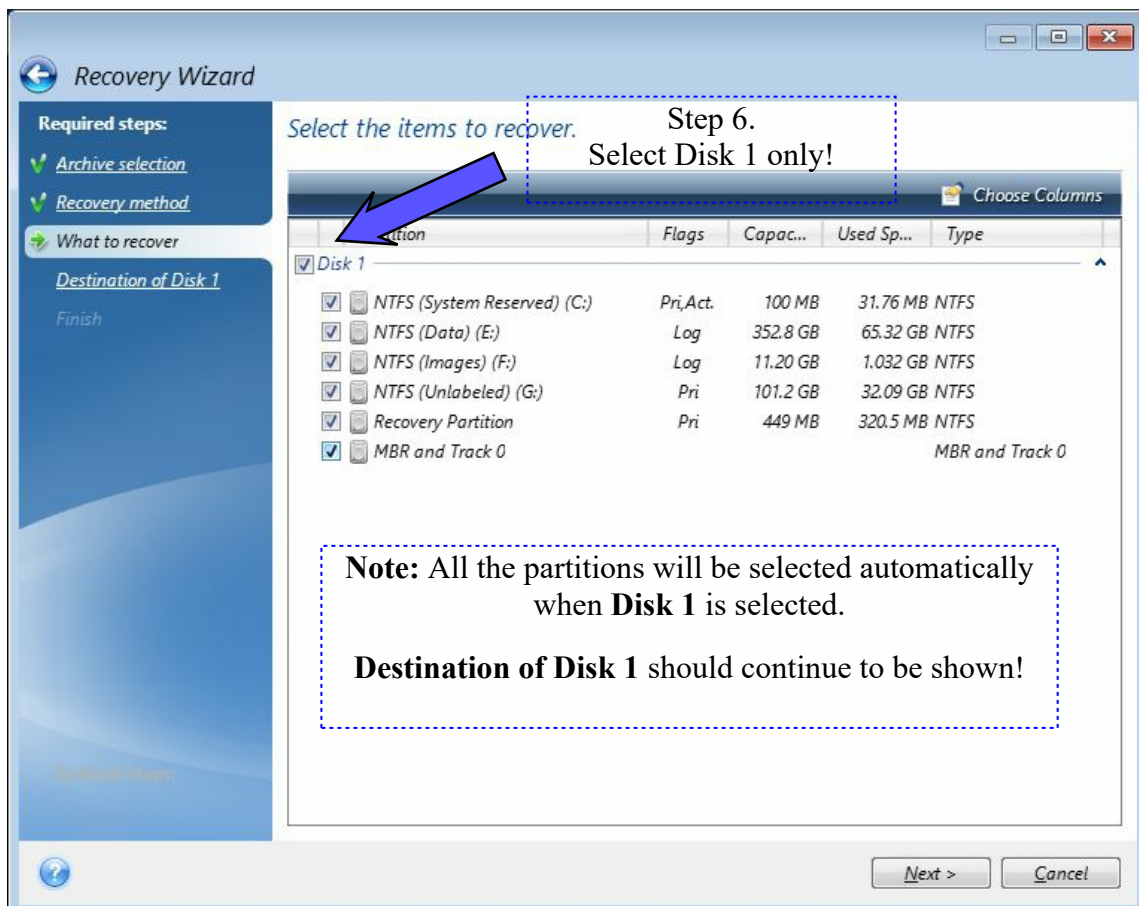 Recovery Wizard
Required steps:
Archive selection
Recovery method
What to recover
Destination of Disk 1
Finish
Select the items to recover.
Step 6.
Select Disk 1 only!
Choose Columns
Flags Capac... Used Sp... Type
Disk 1
NTFS (System Reserved) (C:) Pri,Act. 100 MB 31.76 MB NTFS
NTFS (Data) (E:) Log 352.8 GB 65.32 GB NTFS
NTFS (Images) (F:) Log 11.20 GB 1.032 GB NTFS
NTFS (Unlabeled) (G:) Pri 101.2 GB 32.09 GB NTFS
Recovery Partition Pri 449 MB 320.5 MB NTFS
MBR and Track 0 MBR and Track 0
Note: All the partitions will be selected automatically
when Disk 1 is selected.
Destination of Disk 1 should continue to be shown!
Next >
Cancel